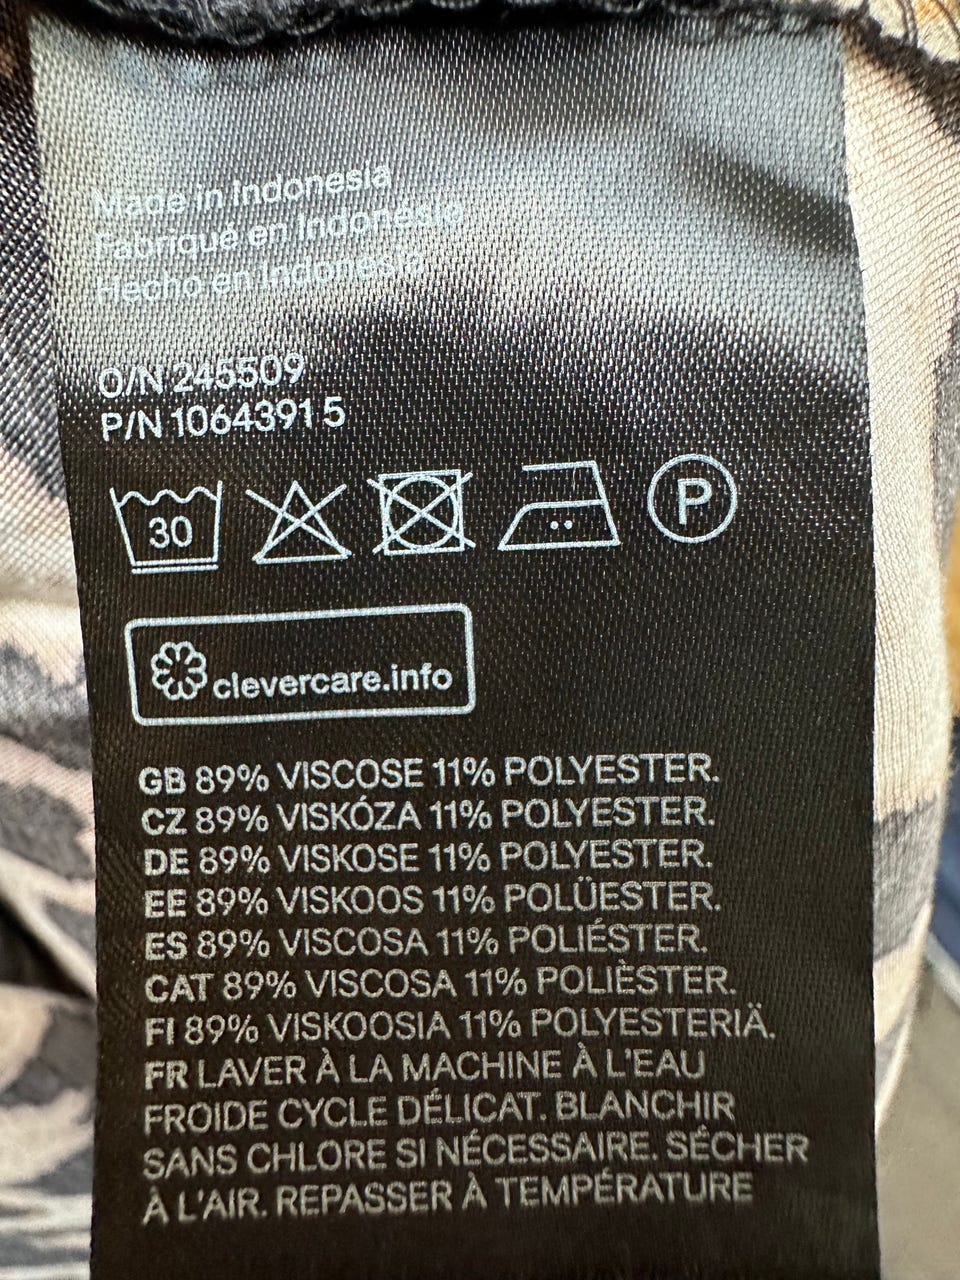 Made in Indonesia
Fabriqué en Indonésie
Hecho en Indonesia
O/N 245509
P/N 1064391 5
30
P
clevercare.info
GB 89% VISCOSE 11% POLYESTER.
CZ 89% VISKÓZA 11% POLYESTER.
DE 89% VISKOSE 11% POLYESTER.
EE 89% VISKOOS 11% POLÜESTER.
ES 89% VISCOSA 11% POLIÉSTER.
CAT 89% VISCOSA 11% POLIÈSTER.
FI 89% VISKOOSIA 11% POLYESTERIÄ.
FR LAVER À LA MACHINE À L'EAU
FROIDE CYCLE DÉLICAT. BLANCHIR
SANS CHLORE SI NÉCESSAIRE. SÉCHER
À L'AIR. REPASSER À TEMPÉRATURE